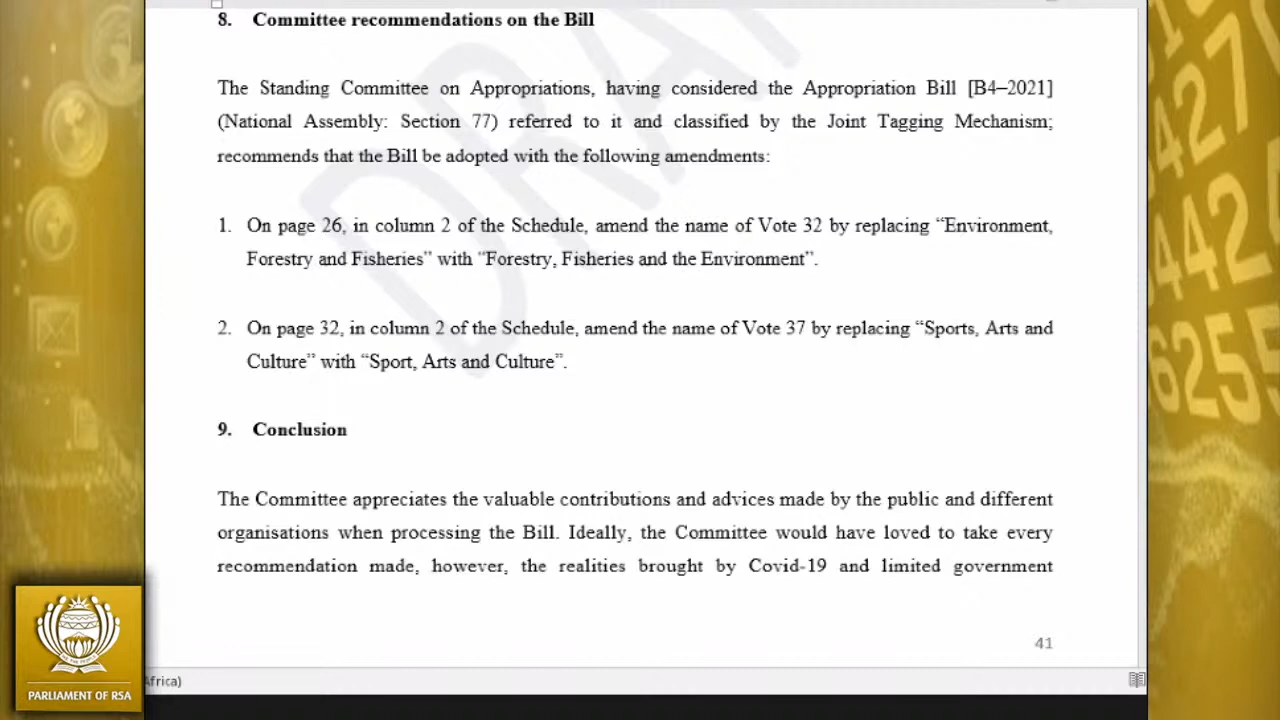 8. Committee recommendations on the Bill
The Standing Committee on Appropriations, having considered the Appropriation Bill [B4–2021]
(National Assembly: Section 77) referred to it and classified by the Joint Tagging Mechanism;
recommends that the Bill be adopted with the following amendments:
1. On page 26, in column 2 of the Schedule, amend the name of Vote 32 by replacing “Environment,
Forestry and Fisheries” with “Forestry, Fisheries and the Environment”.
2. On page 32, in column 2 of the Schedule, amend the name of Vote 37 by replacing “Sports, Arts and
Culture” with “Sport, Arts and Culture”.
9. Conclusion
The Committee appreciates the valuable contributions and advices made by the public and different
organisations when processing the Bill. Ideally, the Committee would have loved to take every
recommendation made, however, the realities brought by Covid-19 and limited government
41
Africa)
PARLIAMENT OF RSA
427
442
6255